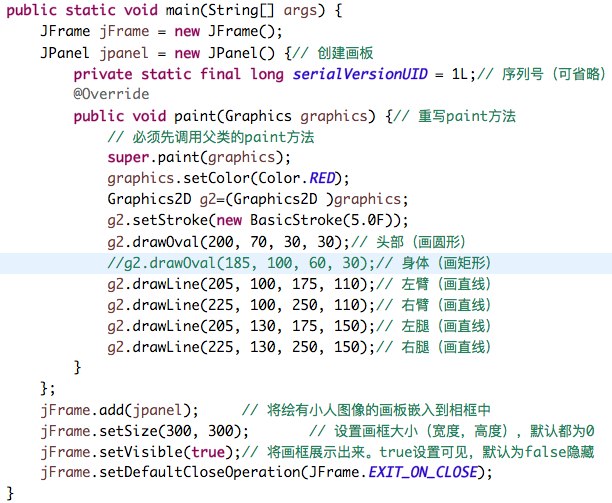 public static void main(String[] args) {
JFrame jFrame = new JFrame();
JPanel jpanel = new JPanel() {// 创建画板
private static final long serialVersionUID = 1L;// 序列号（可省略）
@Override
public void paint(Graphics graphics) {// 重写paint方法
// 必须先调用父类的paint方法
super.paint(graphics);
graphics.setColor(Color.RED);
Graphics2D g2=(Graphics2D )graphics;
g2.setStroke(new BasicStroke(5.0F));
g2.drawOval(200, 70, 30, 30);// 头部（画圆形）
//g2.drawOval(185, 100, 60, 30);// 身体（画矩形）
g2.drawLine(205, 100, 175, 110);// 左臂（画直线）
g2.drawLine(225, 100, 250, 110);// 右臂（画直线）
g2.drawLine(205, 130, 175, 150);// 左腿（画直线）
g2.drawLine(225, 130, 250, 150);// 右腿（画直线）
}
};
jFrame.add(jpanel); // 将绘有小人图像的画板嵌入到相框中
jFrame.setSize(300, 300); // 设置画框大小（宽度，高度），默认都为0
jFrame.setVisible(true);// 将画框展示出来。true设置可见，默认为false隐藏
jFrame.setDefaultCloseOperation(JFrame.EXIT_ON_CLOSE);
}